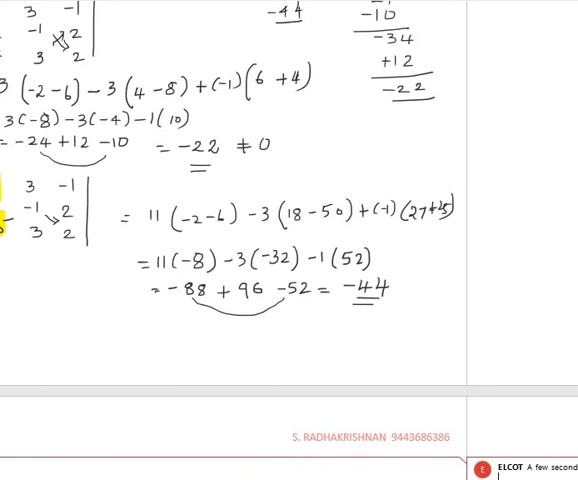 3 -1
-44
-10
-1 2
-34
3 2
+12
-22
3 (-2-6) - 3 (4-8) + (-1) (6 + 4)
3(-8) - 3(-4) - 1(10)
= -24 + 12 - 10 = -22 ≠ 0
3 -1
-1 2
3 2
= 11 (-2-6) - 3 (18-50) + (-1) (27+25)
= 11(-8) - 3(-32) - 1 (52)
= -88 + 96 - 52 = -44
S. RADHAKRISHNAN 9443686386
E ELCOT A few second